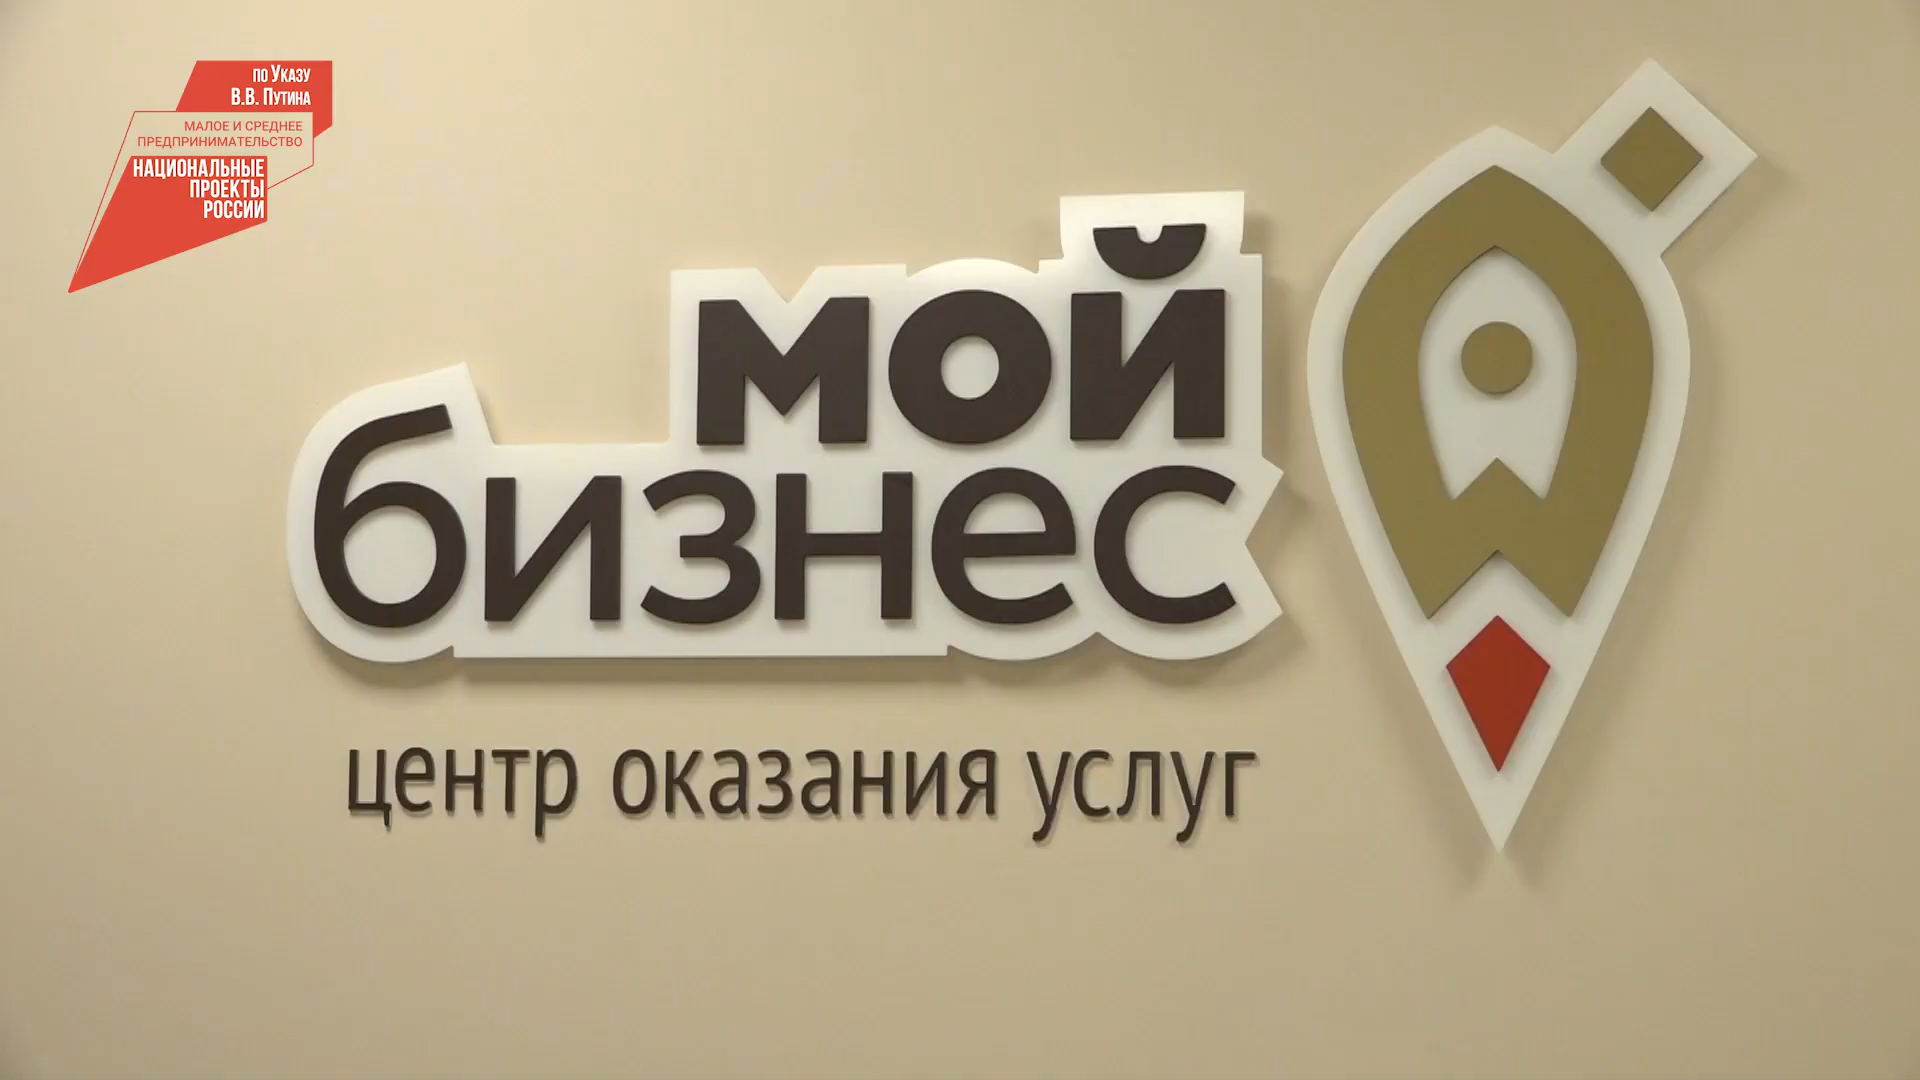 по Указу
В.В. Путина
МАЛОЕ И СРЕДНЕЕ
ПРЕДПРИНИМАТЕЛЬСТВО
НАЦИОНАЛЬНЫЕ
ПРОЕКТЫ
РОССИИ
мой
бизнес
центр оказания услуг